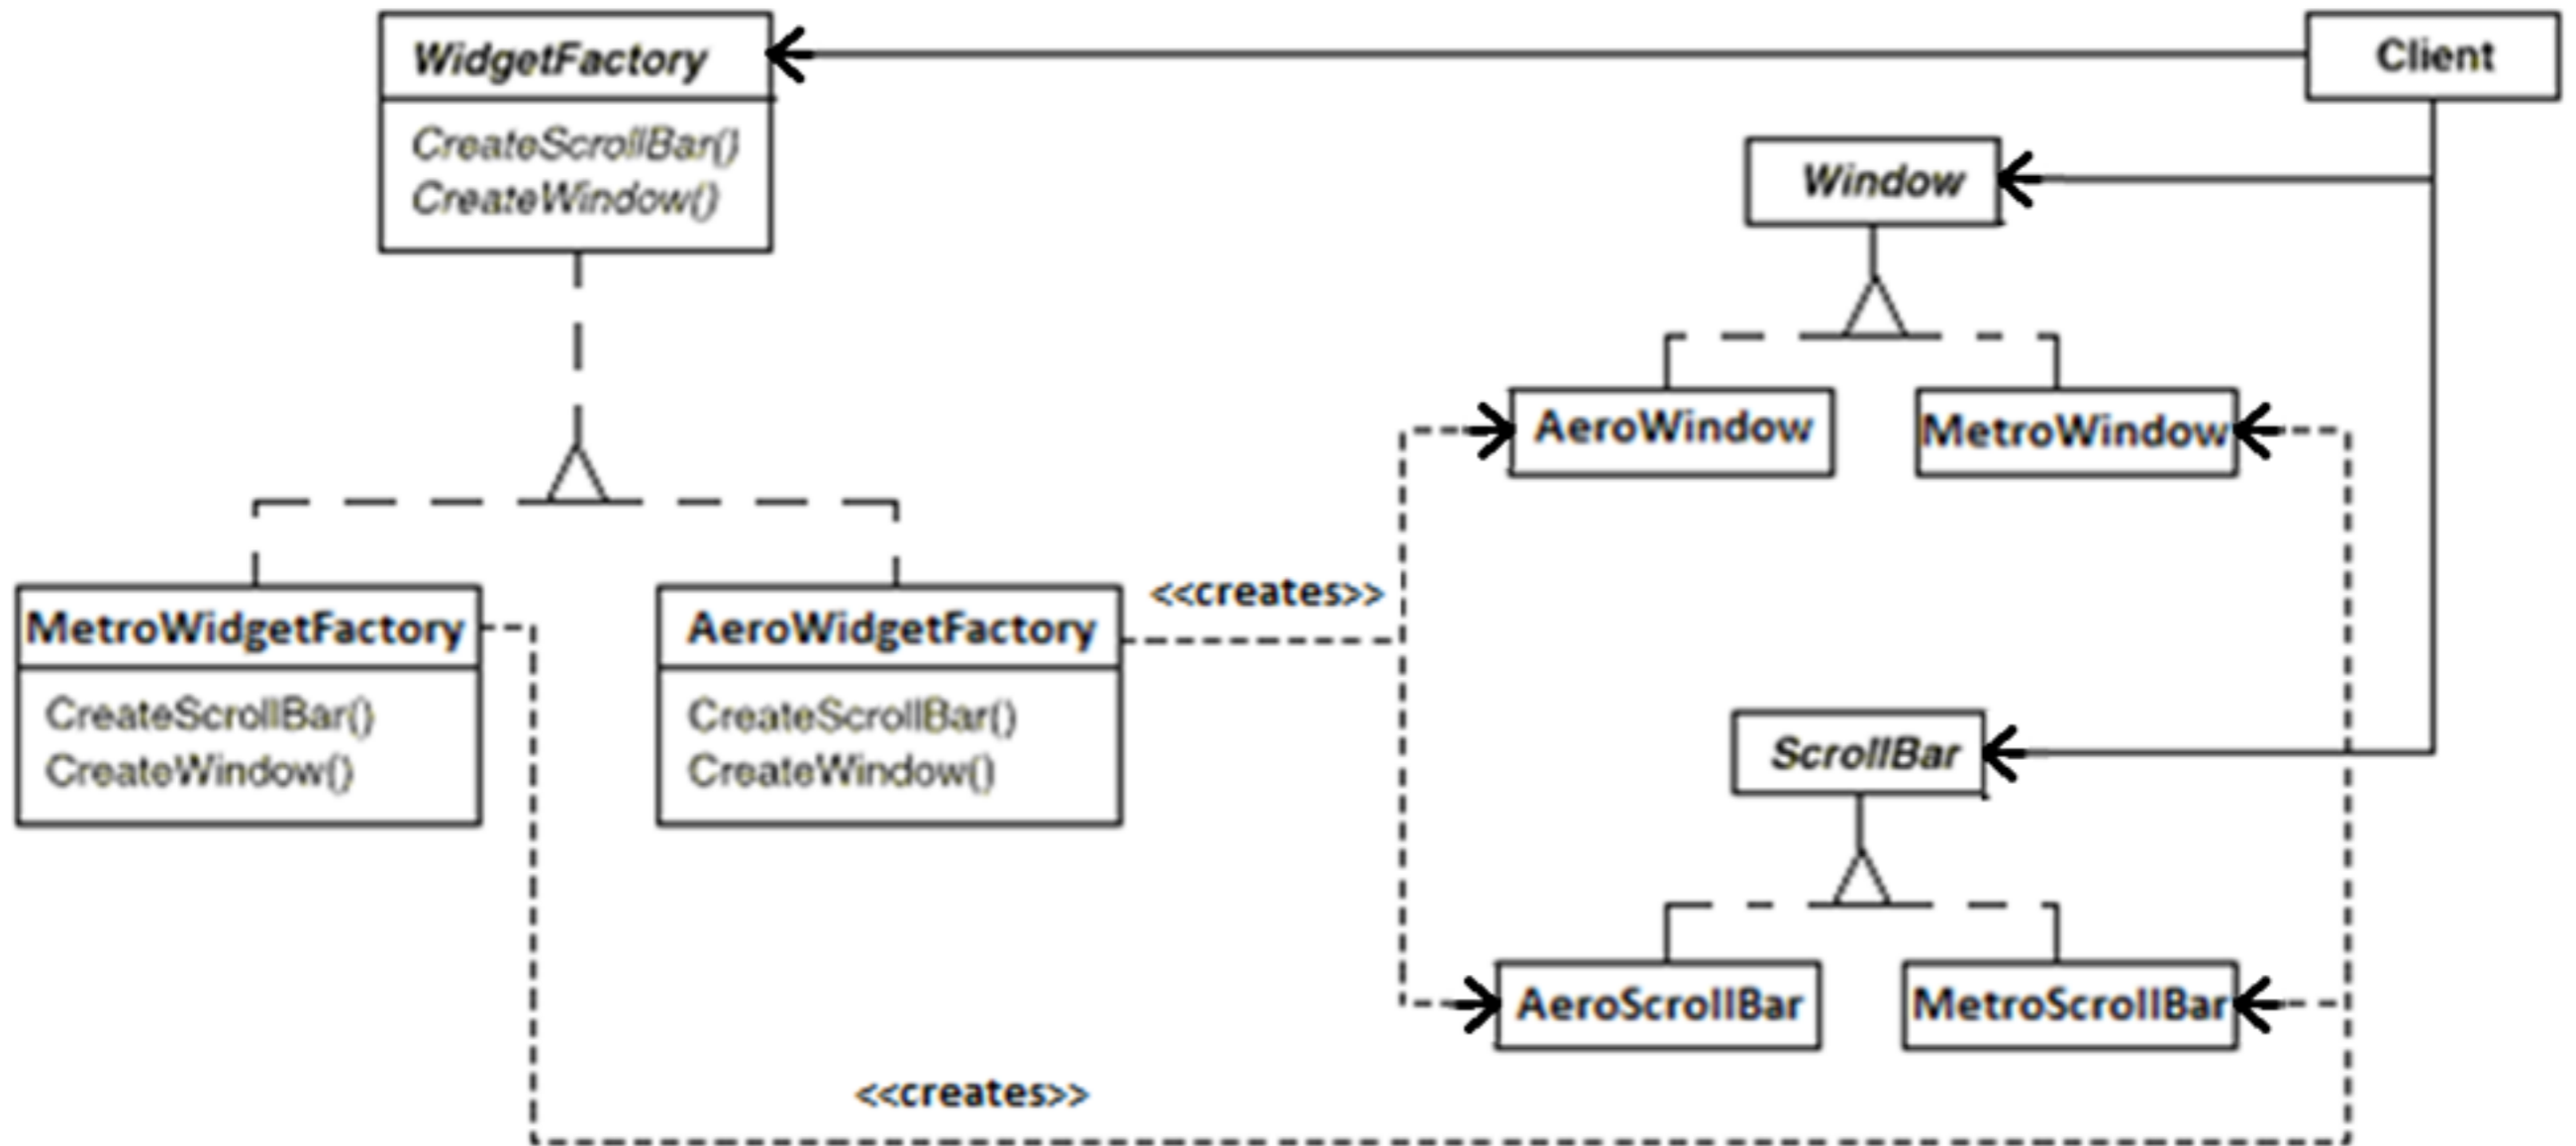 WidgetFactory
CreateScrollBar()
CreateWindow()
Client
Window
AeroWindow
MetroWindow
MetroWidgetFactory
CreateScrollBar()
CreateWindow()
AeroWidgetFactory
CreateScrollBar()
CreateWindow()
<<creates>>
ScrollBar
AeroScrollBar
MetroScrollBar
<<creates>>